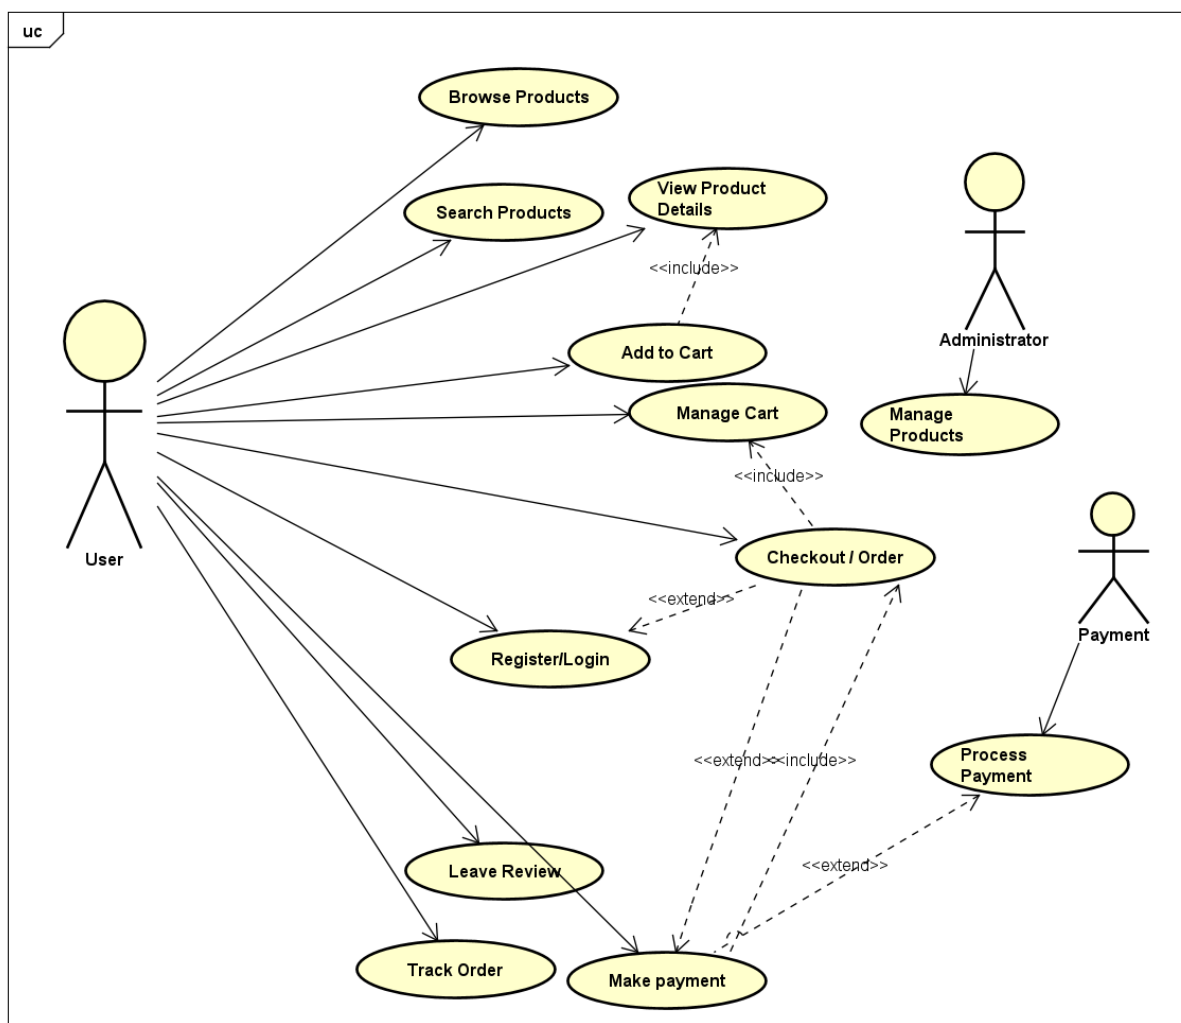 uc
Browse Products
Search Products
View Product
Details
<<include>>
Add to Cart
Administrator
Manage Cart
Manage
Products
<<include>>
User
Checkout / Order
<<extend>>
Payment
Register/Login
<<extend>>
<<include>>
Process
Payment
<<extend>>
Leave Review
Track Order
Make payment